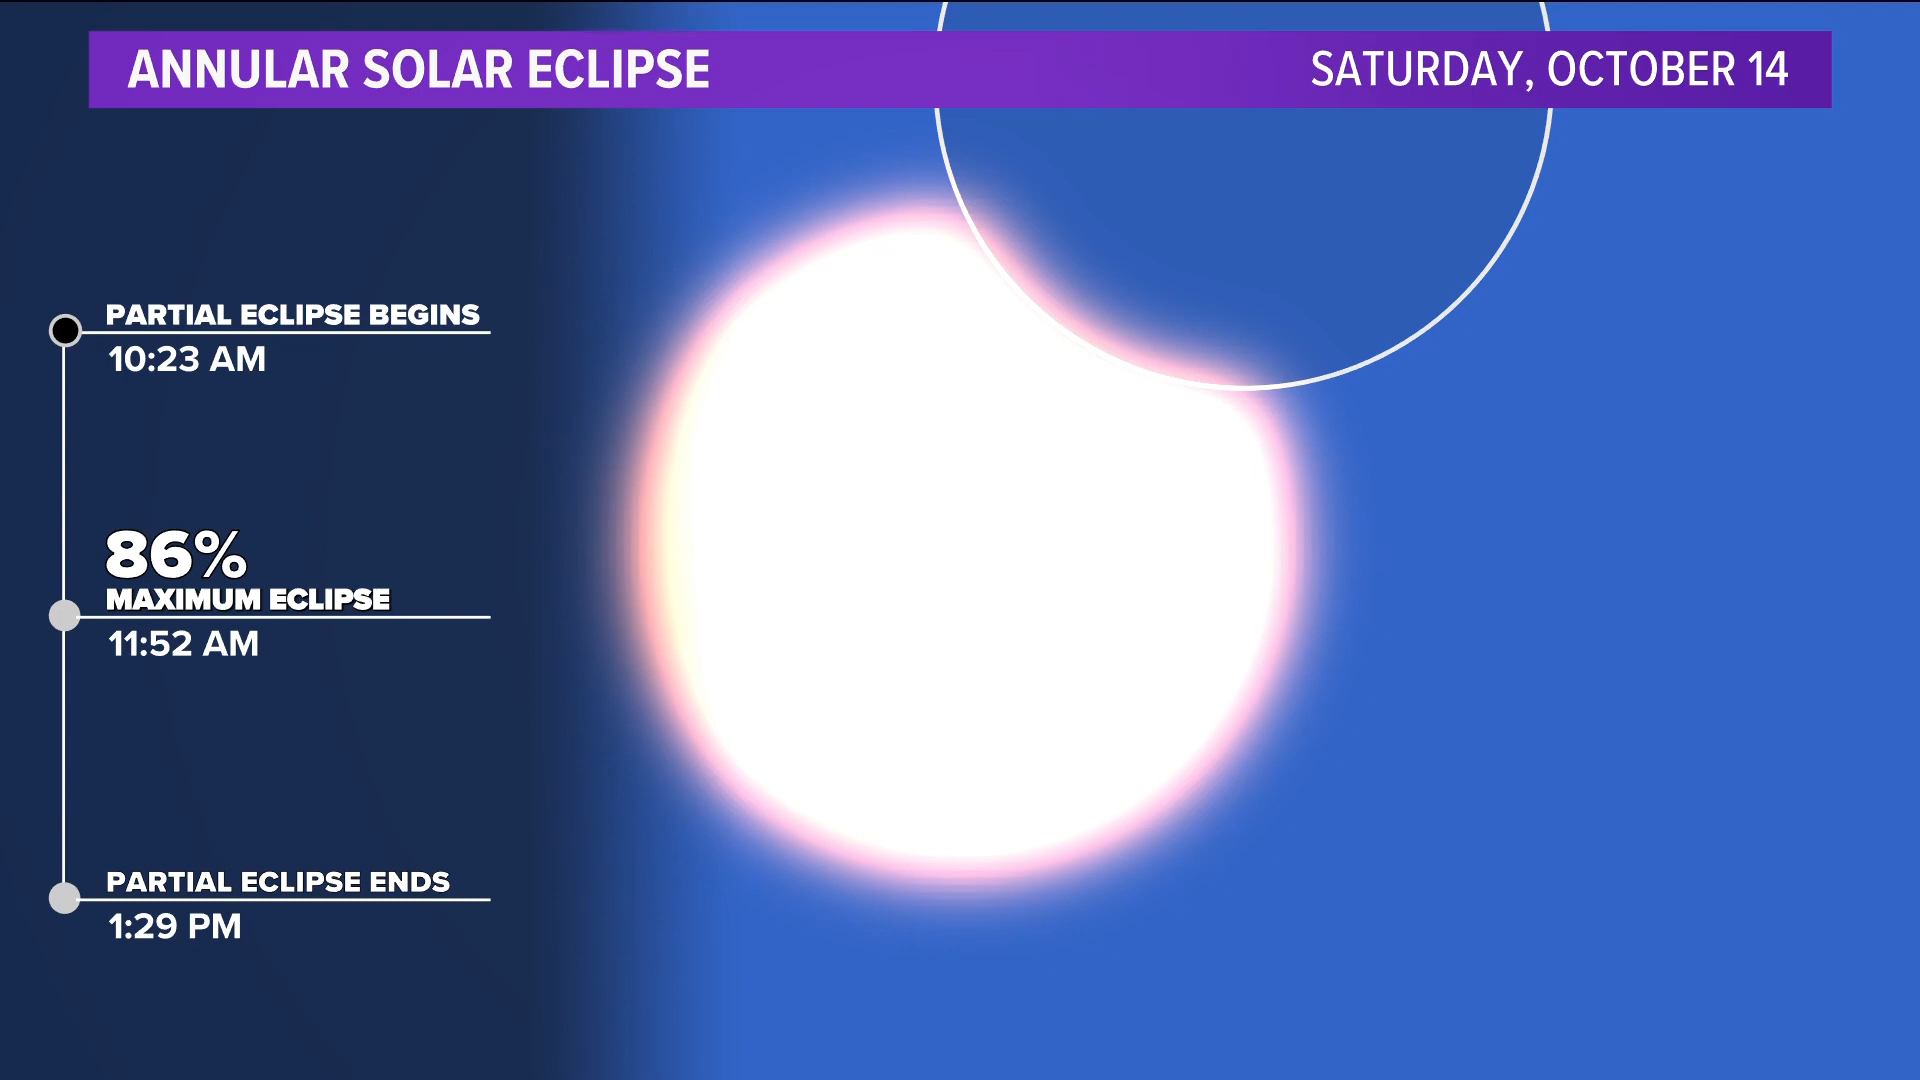 ANNULAR SOLAR ECLIPSE
SATURDAY, OCTOBER 14
PARTIAL ECLIPSE BEGINS
10:23 AM
86%
MAXIMUM ECLIPSE
11:52 AM
PARTIAL ECLIPSE ENDS
1:29 PM